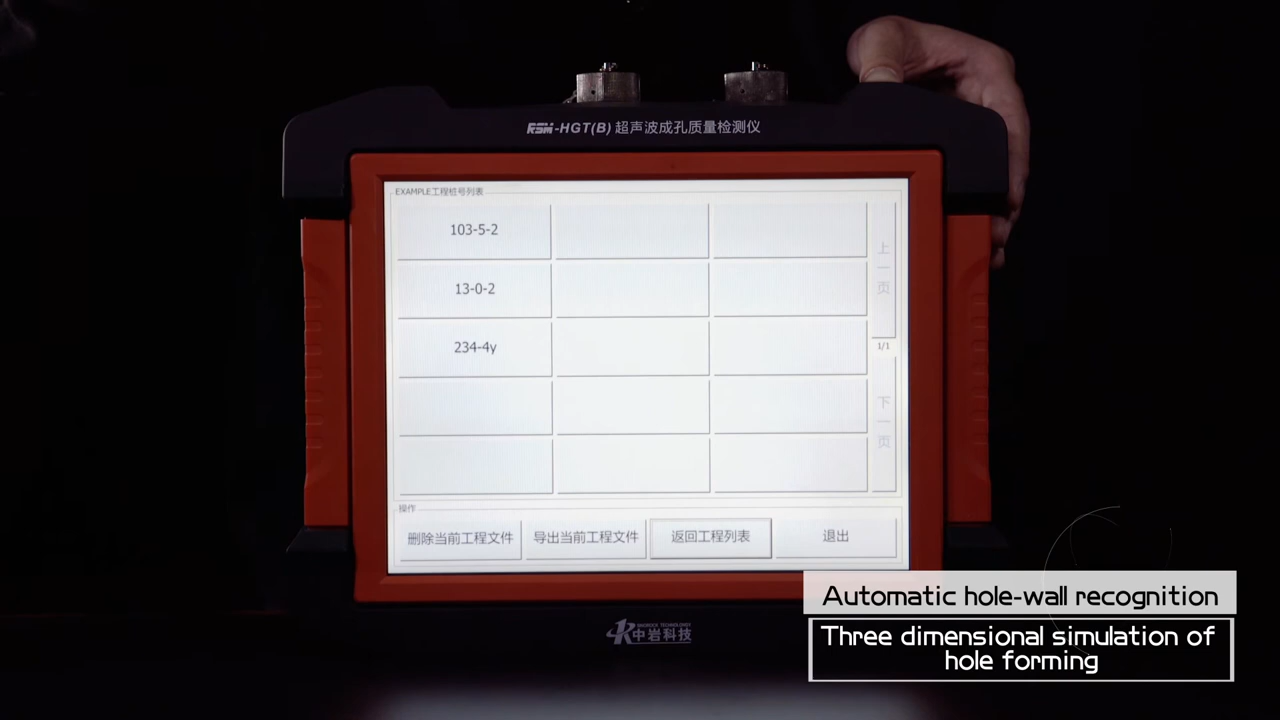 RSM-HGT(B) 超声波成孔质量检测仪
EXAMPLE工程桩号列表
103-5-2
13-0-2
234-4y
上一页
1/1
下一页
操作
删除当前工程文件
导出当前工程文件
返回工程列表
退出
中岩科技
Automatic hole-wall recognition
Three dimensional simulation of
hole forming